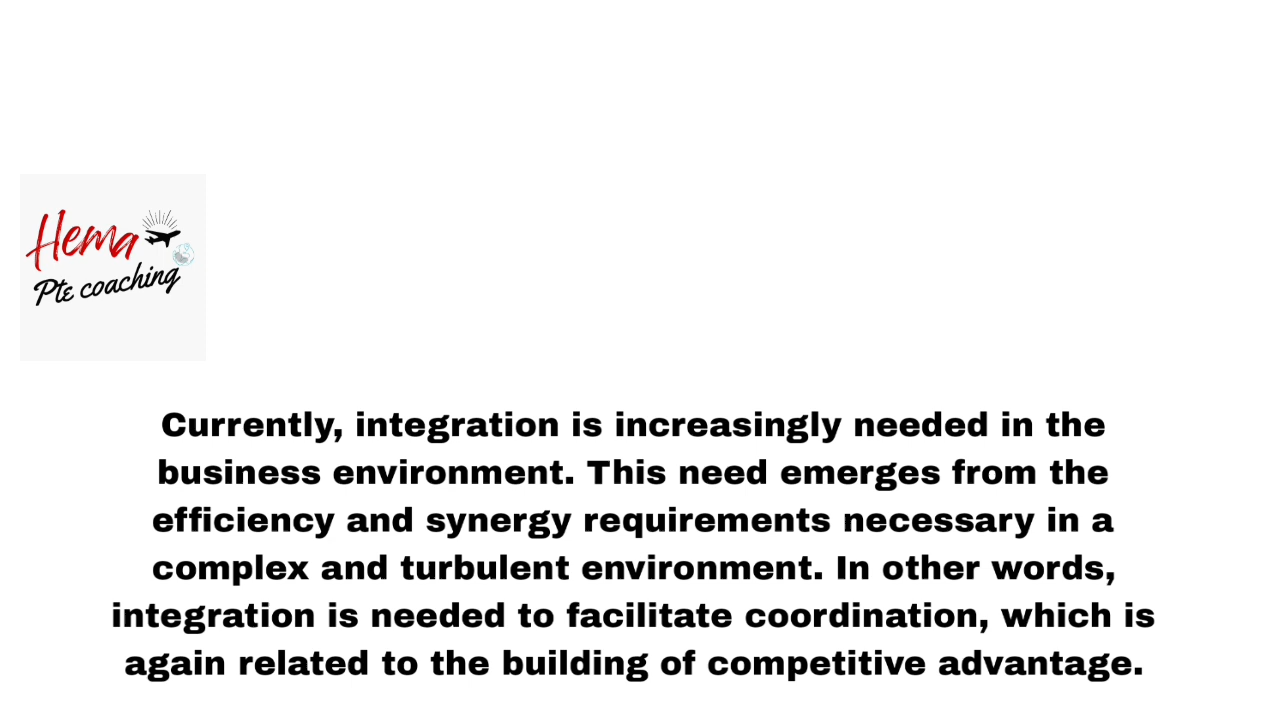 Hema
Pte coaching
Currently, integration is increasingly needed in the
business environment. This need emerges from the
efficiency and synergy requirements necessary in a
complex and turbulent environment. In other words,
integration is needed to facilitate coordination, which is
again related to the building of competitive advantage.